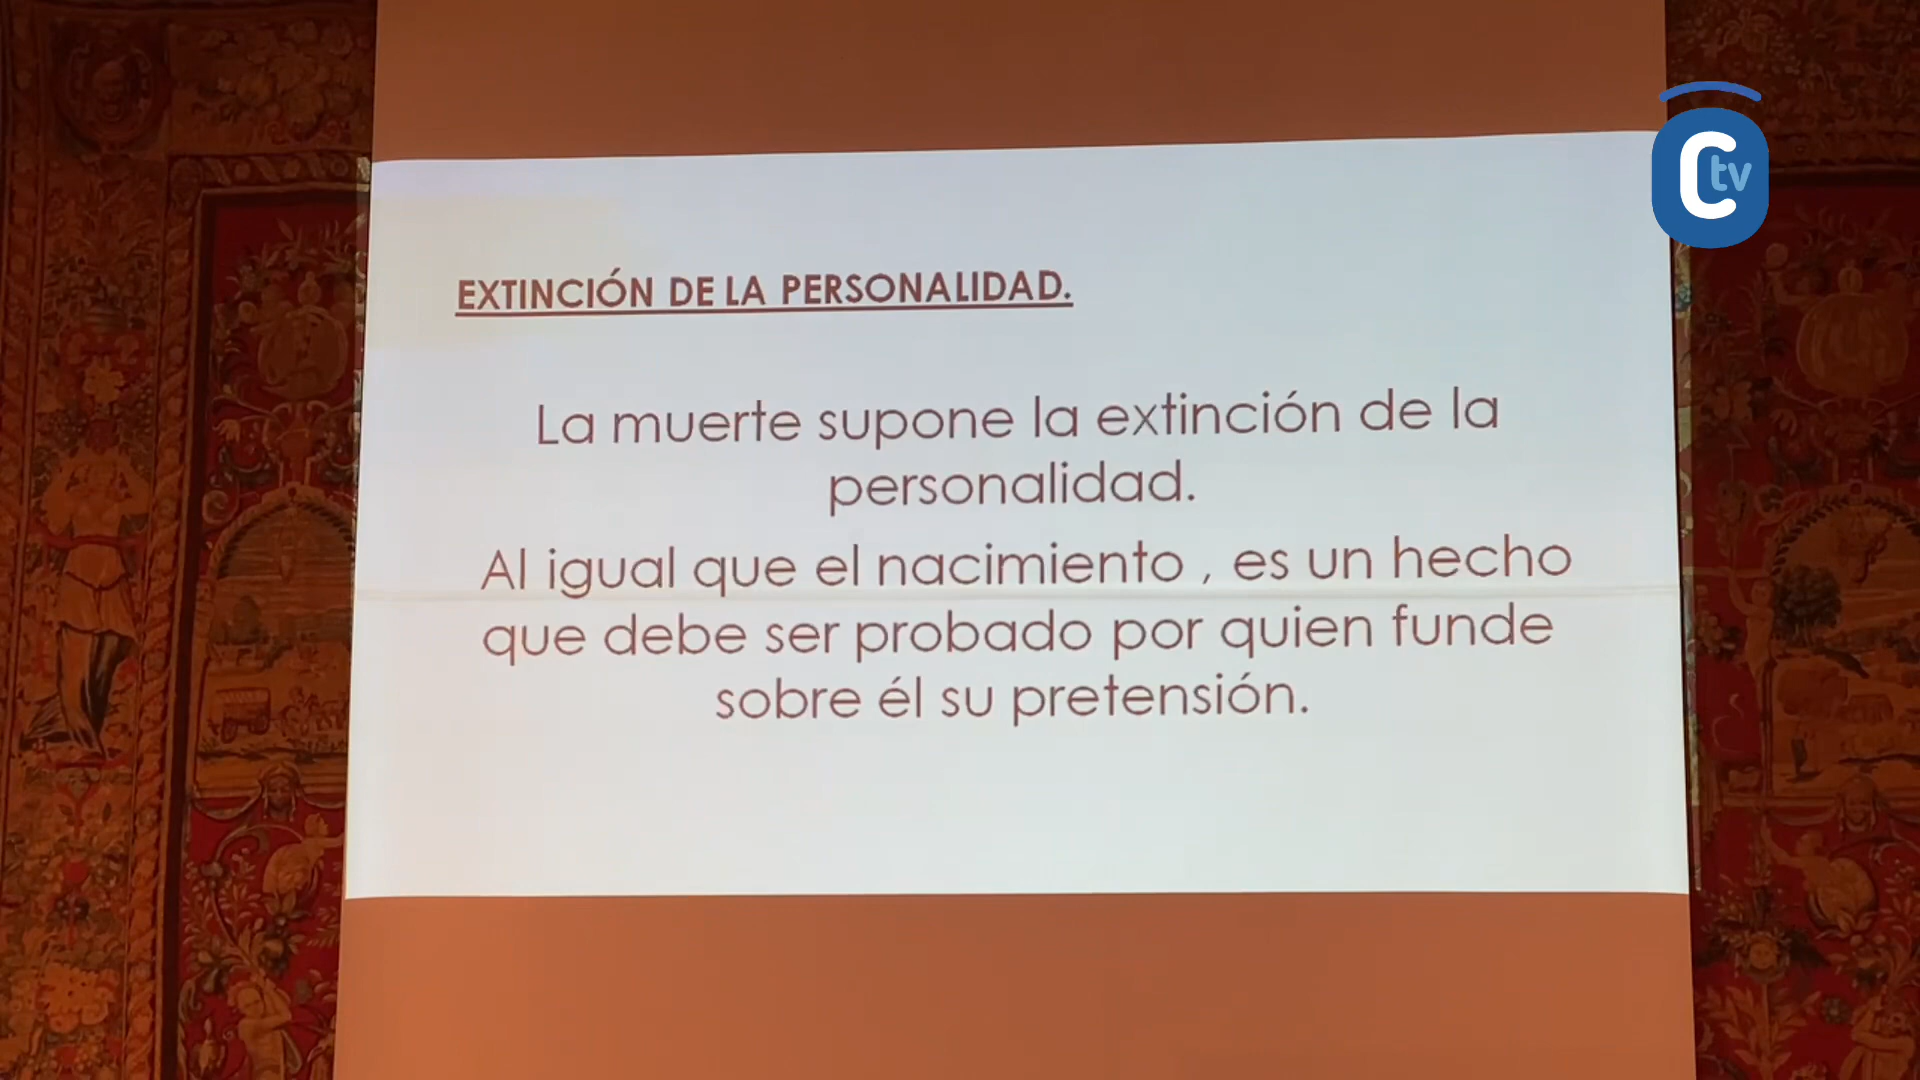 Ctv
EXTINCIÓN DE LA PERSONALIDAD.
La muerte supone la extinción de la
personalidad.
Al igual que el nacimiento , es un hecho
que debe ser probado por quien funde
sobre él su pretensión.